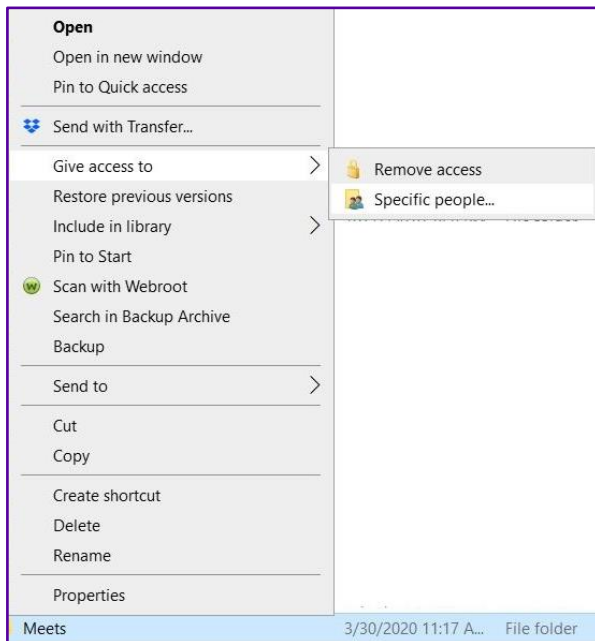 Open
Open in new window
Pin to Quick access
Send with Transfer...
Give access to
Remove access
Specific people...
Restore previous versions
Include in library
Pin to Start
Scan with Webroot
Search in Backup Archive
Backup
Send to
Cut
Copy
Create shortcut
Delete
Rename
Properties
Meets 3/30/2020 11:17 A... File folder